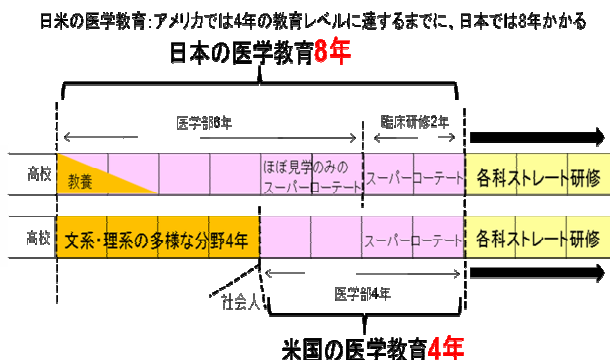 日米の医学教育：アメリカでは4年の教育レベルに達するまでに、日本では8年かかる
日本の医学教育8年
医学部6年
臨床研修2年
高校
教養
ほぼ見学のみの
スーパーローテート
スーパーローテート
各科ストレート研修
高校
文系・理系の多様な分野4年
スーパーローテート
各科ストレート研修
社会人
医学部4年
米国の医学教育4年